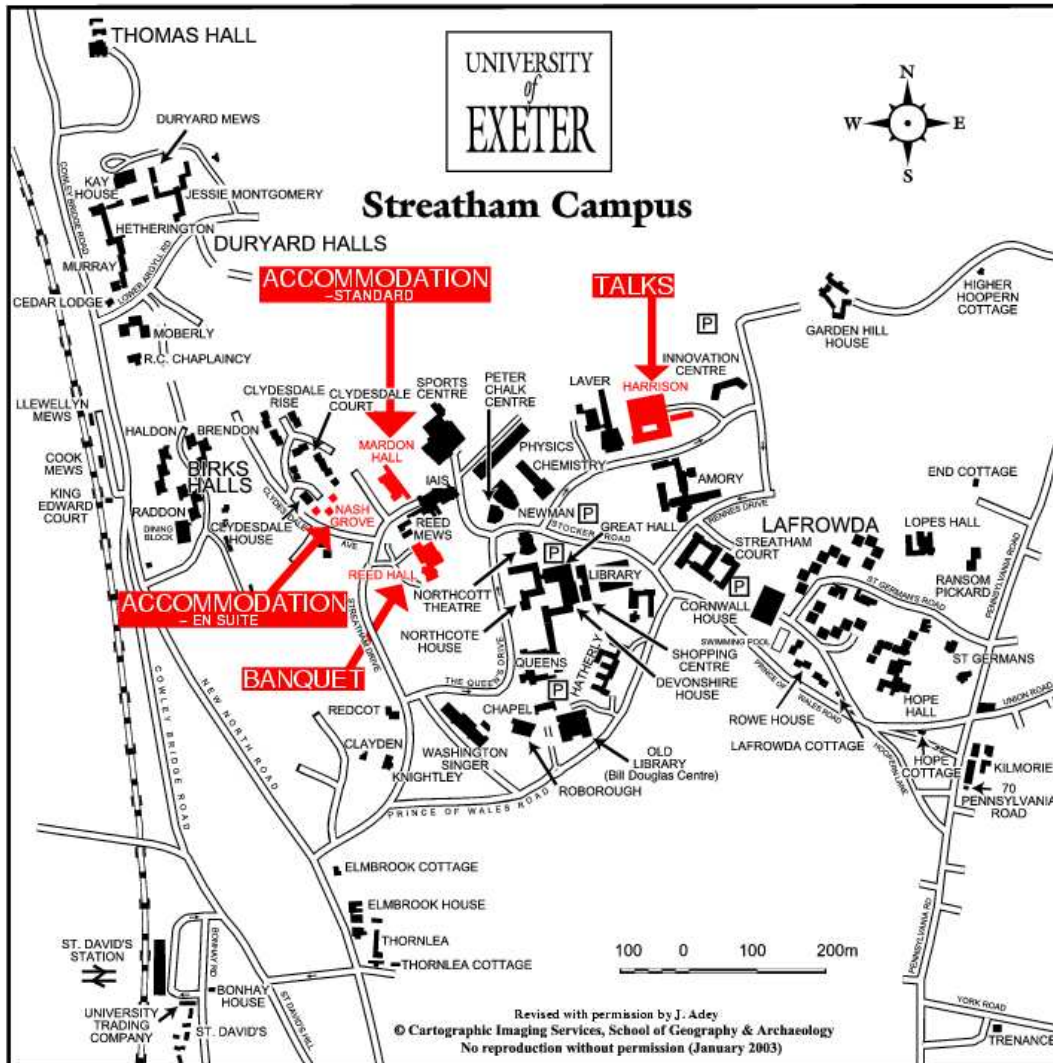 THOMAS HALL
UNIVERSITY
of
EXETER
N
W
E
S
Streatham Campus
DURYARD MEWS
KAY
HOUSE
JESSIE MONTGOMERY
HETHERINGTON
DURYARD HALLS
MURRAY
CEDAR LODGE
LOWER ARGYLL RD
COWLEY BRIDGE ROAD
MOBERLY
R.C. CHAPLAINCY
ACCOMMODATION
–STANDARD
TALKS
P
HIGHER
HOOPERN
COTTAGE
GARDEN HILL
HOUSE
INNOVATION
CENTRE
HARRISON
LAVER
PETER
CHALK
CENTRE
SPORTS
CENTRE
CLYDESDALE
COURT
CLYDESDALE
RISE
LLEWELLYN
MEWS
HALDON
BRENDON
COOK
MEWS
BIRKS
HALLS
KING
EDWARD
COURT
RADDON
DINING
BLOCK
CLYDESDALE
HOUSE
CLYDESDALE
AVE
NASH
GROVE
MARDON
HALL
IAIS
REED
MEWS
REED HALL
PHYSICS
CHEMISTRY
NEWMAN
P
STOCKER
ROAD
GREAT HALL
AMORY
RENNES DRIVE
END COTTAGE
LAFROWDA
STREATHAM
COURT
LOPES HALL
RANSOM
PICKARD
PENNSYLVANIA ROAD
ST GERMAN'S ROAD
ST GERMANS
P
CORNWALL
HOUSE
SWIMMING POOL
PRINCE OF
WALES ROAD
ROWE HOUSE
LAFROWDA COTTAGE
HOPE
HALL
UNION ROAD
HOPE
COTTAGE
HOOPERN LANE
KILMORIE
70
PENNSYLVANIA
ROAD
P
LIBRARY
NORTHCOTT
THEATRE
NORTHCOTE
HOUSE
SHOPPING
CENTRE
DEVONSHIRE
HOUSE
QUEENS
HATHERLY
P
THE QUEEN'S DRIVE
CHAPEL
OLD
LIBRARY
(Bill Douglas Centre)
ROBOROUGH
WASHINGTON
SINGER
ACCOMMODATION
– EN SUITE
BANQUET
STREATHAM DRIVE
REDCOT
CLAYDEN
KNIGHTLEY
PRINCE OF WALES ROAD
COWLEY BRIDGE ROAD
NEW NORTH ROAD
ELMBROOK COTTAGE
ELMBROOK HOUSE
THORNLEA
THORNLEA COTTAGE
ST. DAVID'S
STATION
BONHAY RD
BONHAY
HOUSE
ST DAVID'S HILL
UNIVERSITY
TRADING
COMPANY
ST. DAVID'S
100 0 100 200m
PENNSYLVANIA RD
YORK ROAD
TRENANCE
Revised with permission by J. Adey
© Cartographic Imaging Services, School of Geography & Archaeology
No reproduction without permission (January 2003)